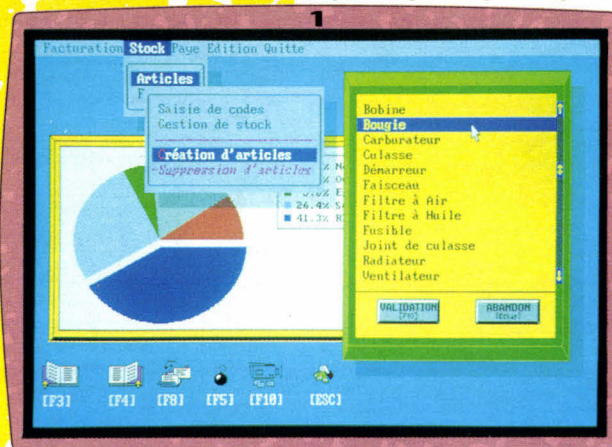 1
Facturation Stock Paye Edition Quitte
Articles
F
Saisie de codes
Gestion de stock
Création d'articles
Suppression d'articles
26.4%
41.3%
Bobine
Bougie
Carburateur
Culasse
Démarreur
Faisceau
Filtre à Air
Filtre à Huile
Fusible
Joint de culasse
Radiateur
Ventilateur
VALIDATION
[F10]
ABANDON
[F3] [F4] [F8] [F5] [F10] [ESC]